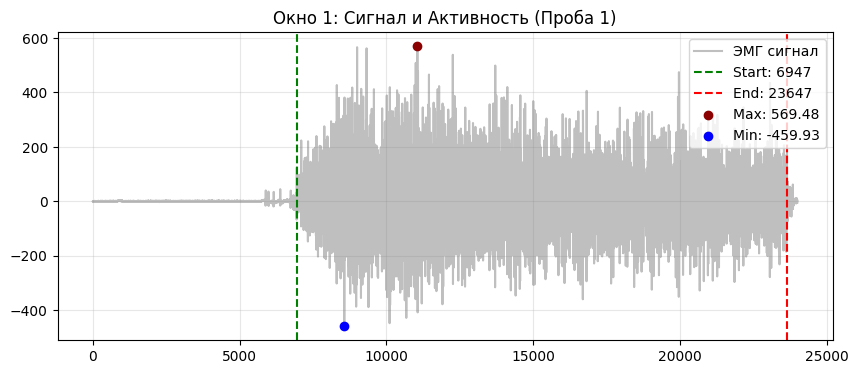 Окно 1: Сигнал и Активность (Проба 1)
600
400
200
0
−200
−400
0
5000
10000
15000
20000
25000
ЭМГ сигнал
Start: 6947
End: 23647
Max: 569.48
Min: -459.93